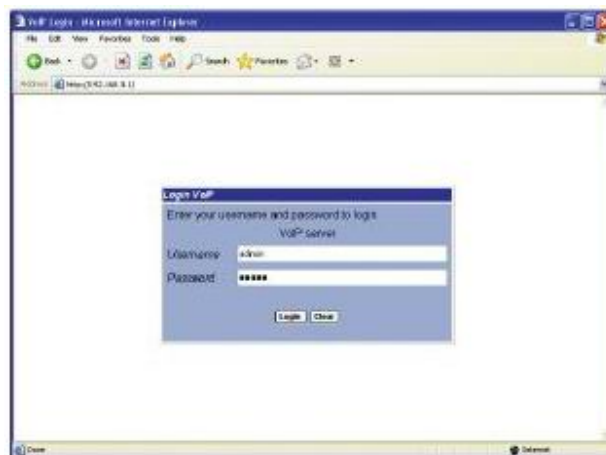 VoIP Login - Microsoft Internet Explorer
File Edit View Favorites Tools Help
Back Search Favorites
Address
Login VoIP
Enter your username and password to login
VoIP server
Username admin
Password
Login Clear
Done Internet